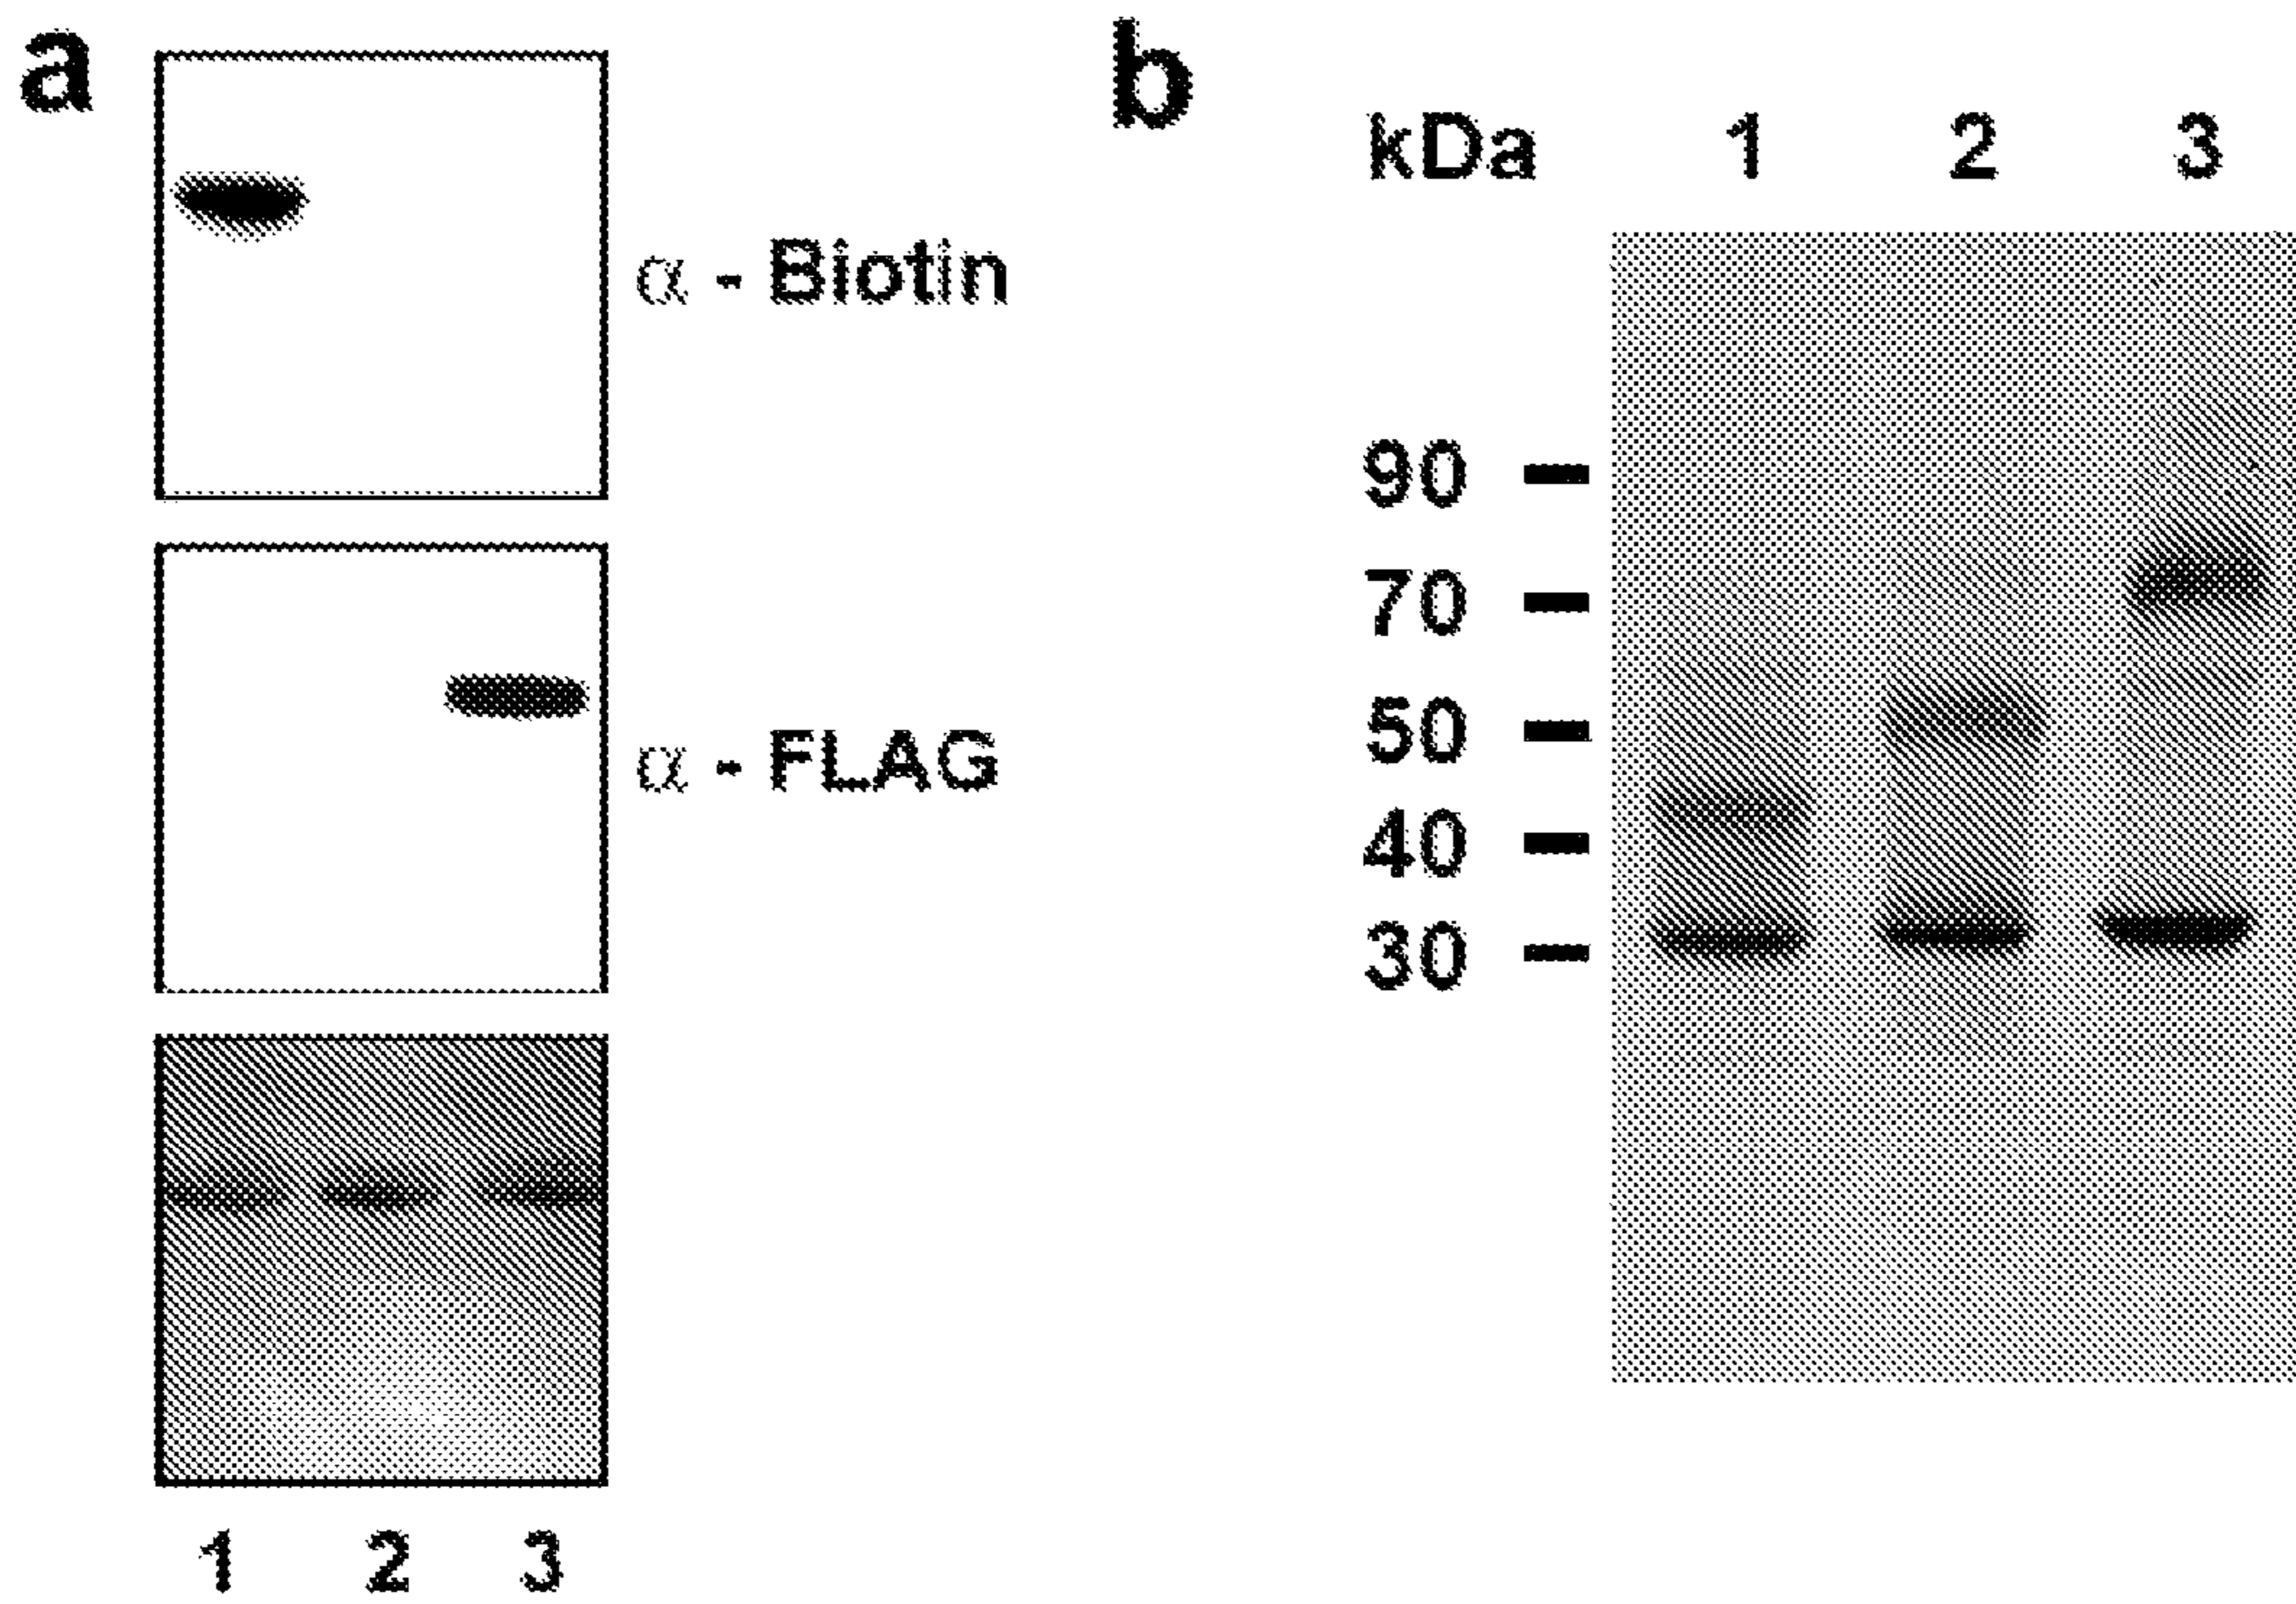 a
α - Biotin
α - FLAG
1 2 3
b
kDa 1 2 3
90
70
50
40
30